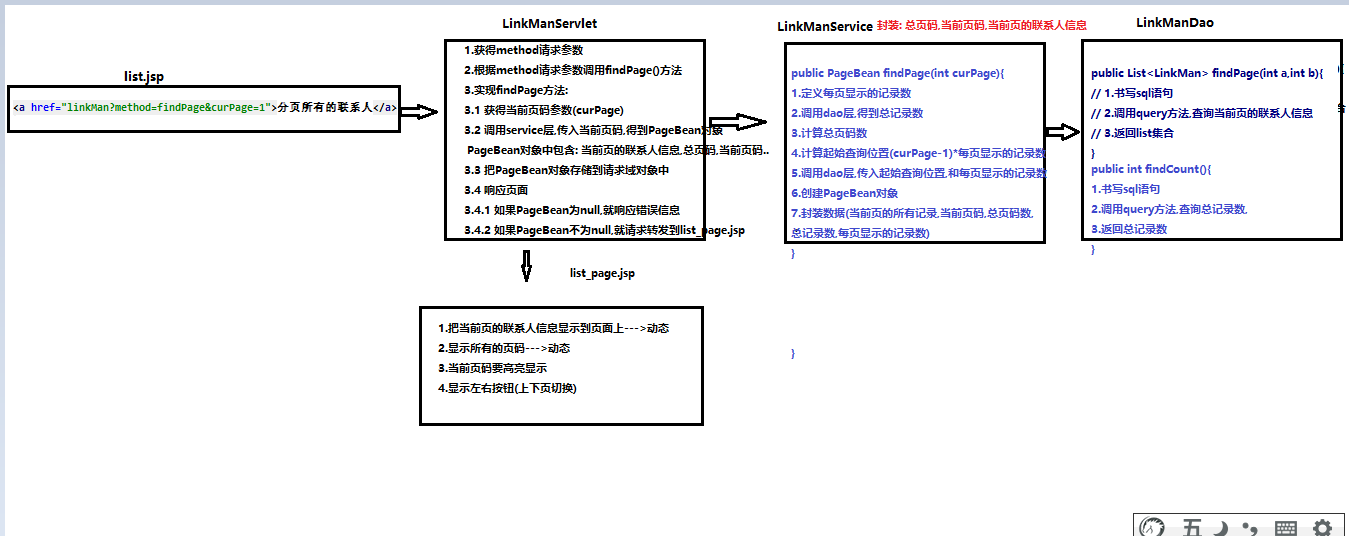 list.jsp
<a href="linkMan?method=findPage&curPage=1">分页所有的联系人</a>
LinkManServlet
1.获得method请求参数
2.根据method请求参数调用findPage()方法
3.实现findPage方法:
3.1 获得当前页码参数(curPage)
3.2 调用service层,传入当前页码,得到PageBean对象
PageBean对象中包含: 当前页的联系人信息,总页码,当前页码..
3.3 把PageBean对象存储到请求域对象中
3.4 响应页面
3.4.1 如果PageBean为null,就响应错误信息
3.4.2 如果PageBean不为null,就请求转发到list_page.jsp
LinkManService 封装: 总页码,当前页码,当前页的联系人信息
public PageBean findPage(int curPage){
1.定义每页显示的记录数
2.调用dao层,得到总记录数
3.计算总页码数
4.计算起始查询位置(curPage-1)*每页显示的记录数
5.调用dao层,传入起始查询位置,和每页显示的记录数
6.创建PageBean对象
7.封装数据(当前页的所有记录,当前页码,总页码数,
总记录数,每页显示的记录数)
}
}
LinkManDao
public List<LinkMan> findPage(int a,int b){
// 1.书写sql语句
// 2.调用query方法,查询当前页的联系人信息
// 3.返回list集合
}
public int findCount(){
1.书写sql语句
2.调用query方法,查询总记录数,
3.返回总记录数
}
list_page.jsp
1.把当前页的联系人信息显示到页面上--->动态
2.显示所有的页码--->动态
3.当前页码要高亮显示
4.显示左右按钮(上下页切换)
五